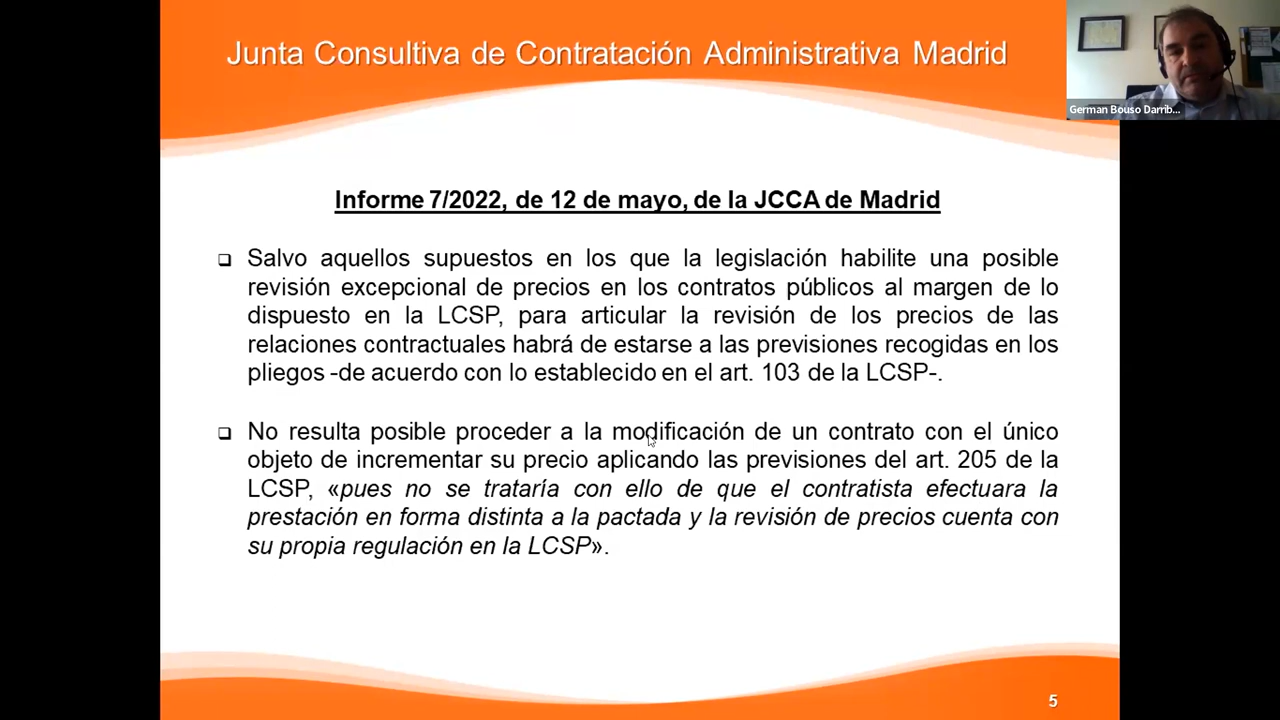 Junta Consultiva de Contratación Administrativa Madrid
German Bouso Darrib...
Informe 7/2022, de 12 de mayo, de la JCCA de Madrid
Salvo aquellos supuestos en los que la legislación habilite una posible
revisión excepcional de precios en los contratos públicos al margen de lo
dispuesto en la LCSP, para articular la revisión de los precios de las
relaciones contractuales habrá de estarse a las previsiones recogidas en los
pliegos -de acuerdo con lo establecido en el art. 103 de la LCSP-.
No resulta posible proceder a la modificación de un contrato con el único
objeto de incrementar su precio aplicando las previsiones del art. 205 de la
LCSP, «pues no se trataría con ello de que el contratista efectuara la
prestación en forma distinta a la pactada y la revisión de precios cuenta con
su propia regulación en la LCSP».
5